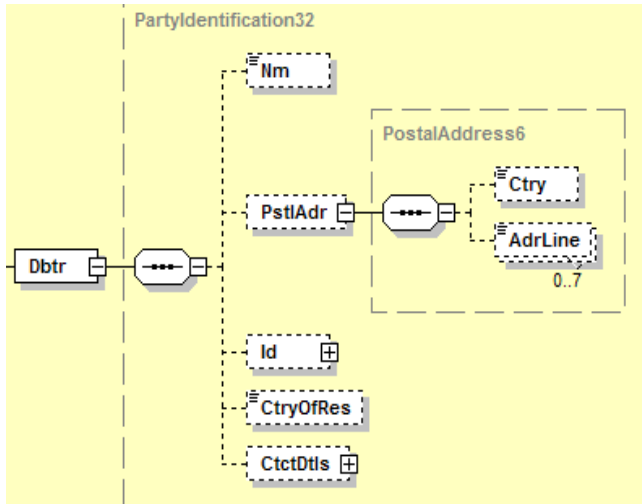 PartyIdentification32
Nm
PostalAddress6
Ctry
PstlAdr
AdrLine
0..7
Dbtr
Id
CtryOfRes
CtctDtls